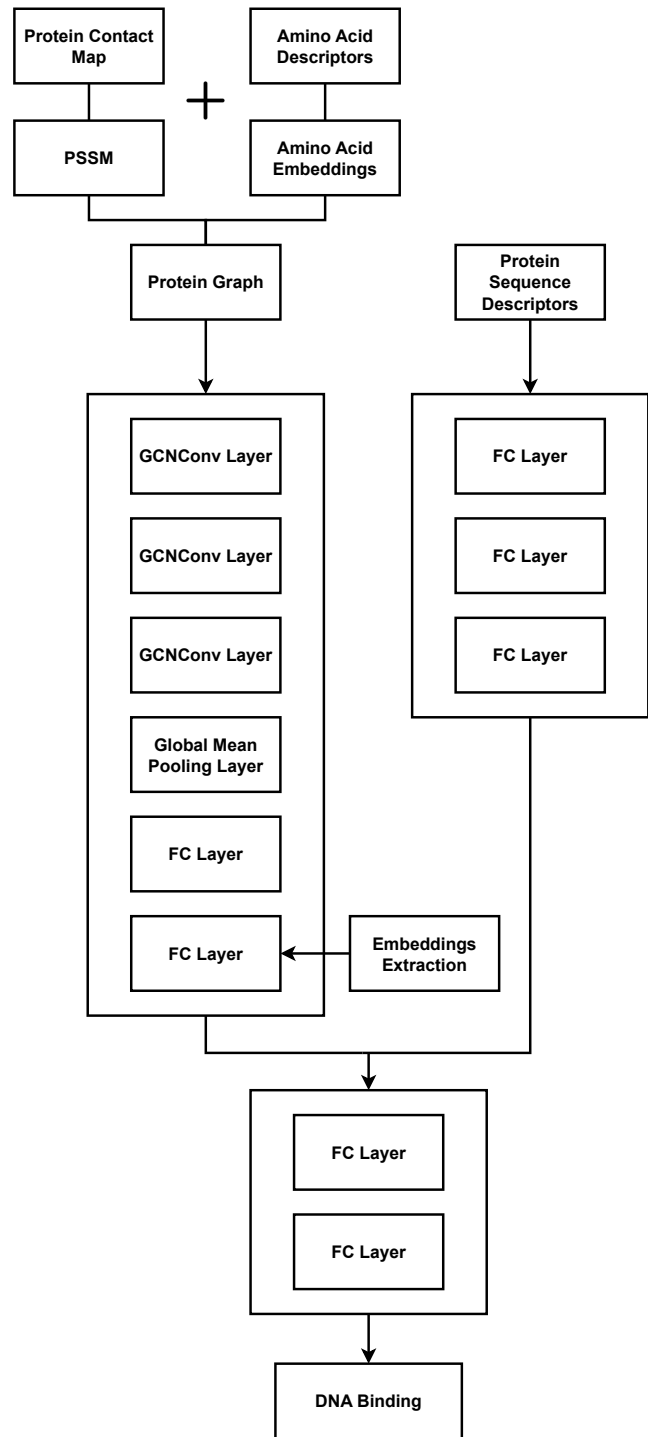 Protein Contact
Map
Amino Acid
Descriptors
PSSM
Amino Acid
Embeddings
Protein Graph
Protein
Sequence
Descriptors
GCNConv Layer
FC Layer
GCNConv Layer
FC Layer
GCNConv Layer
FC Layer
Global Mean
Pooling Layer
FC Layer
FC Layer
Embeddings
Extraction
FC Layer
FC Layer
DNA Binding